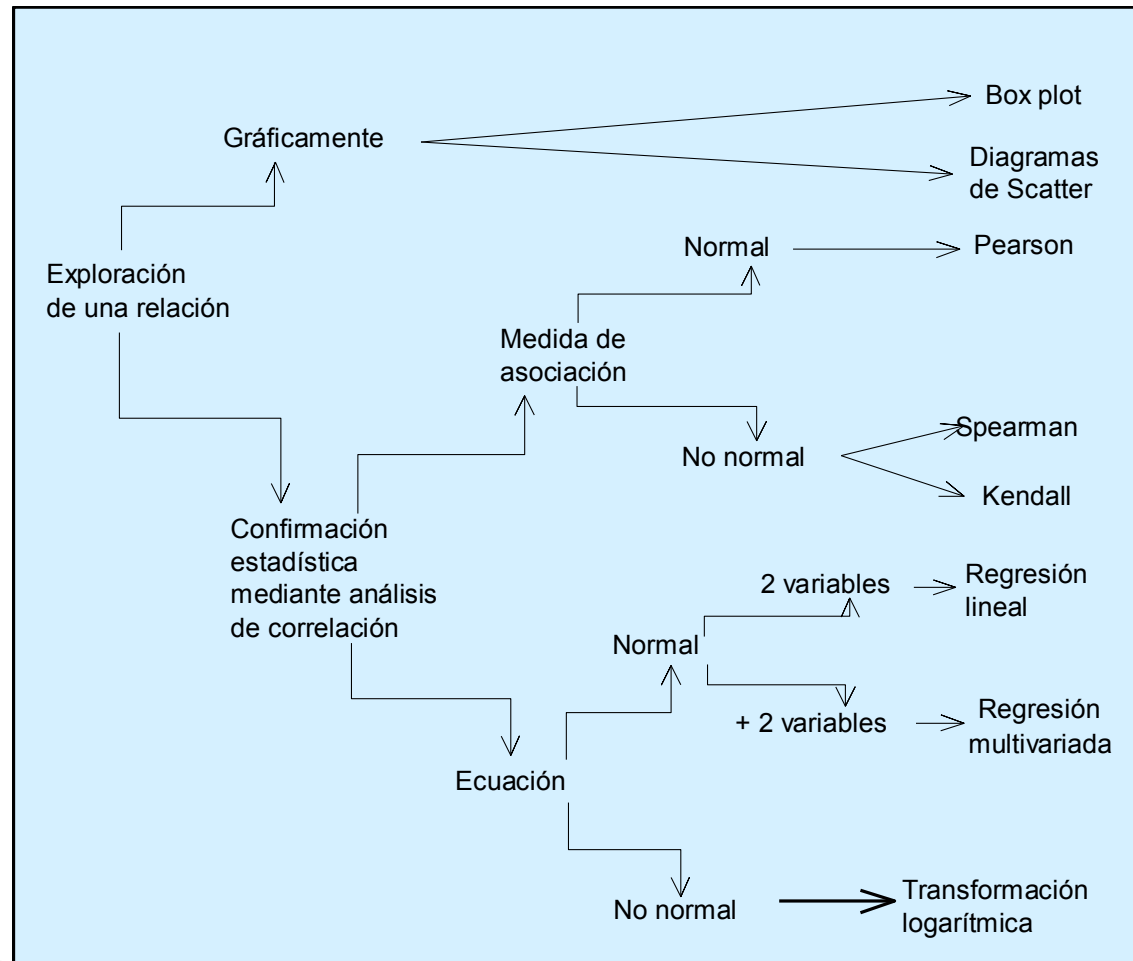 Box plot
Gráficamente
Diagramas
de Scatter
Normal
Pearson
Exploración
de una relación
Medida de
asociación
Spearman
No normal
Kendall
Confirmación
estadística
mediante análisis
de correlación
2 variables
Regresión
lineal
Normal
+ 2 variables
Regresión
multivariada
Ecuación
No normal
Transformación
logarítmica